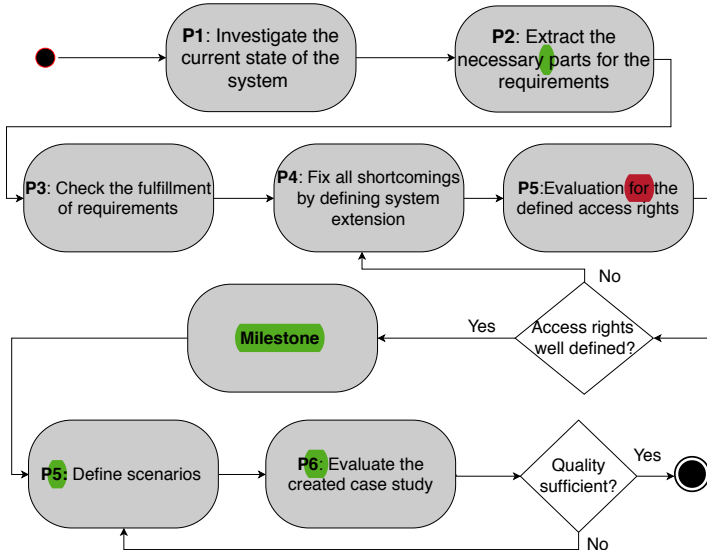 P1: Investigate the
current state of the
system
P2: Extract the
necessary parts for the
requirements
P3: Check the fulfillment
of requirements
P4: Fix all shortcomings
by defining system
extension
P5:Evaluation for the
defined access rights
No
Access rights
well defined?
Yes
Milestone
P5: Define scenarios
P6: Evaluate the
created case study
Quality
sufficient?
Yes
No